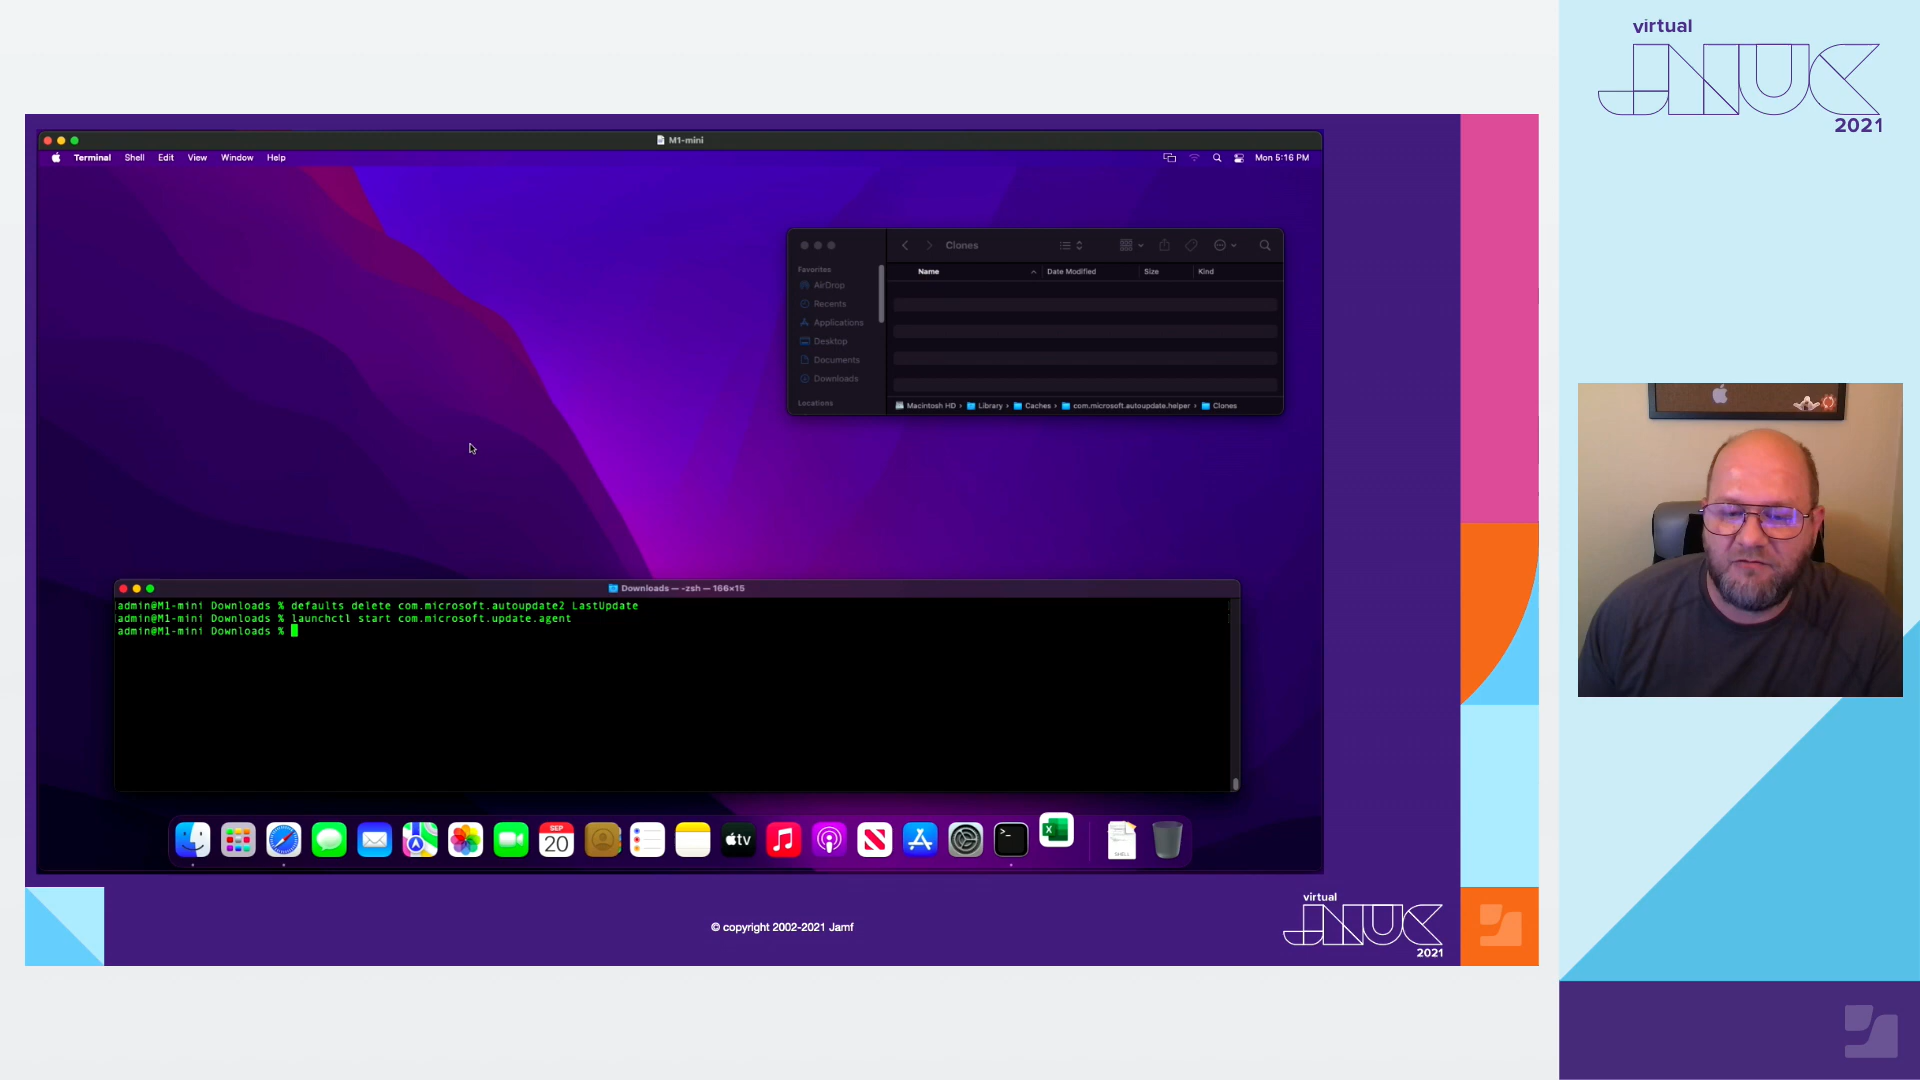 virtual
JNUC
2021
M1-mini
Terminal Shell Edit View Window Help
Mon 5:16 PM
Clones
Favorites
AirDrop
Recents
Applications
Desktop
Documents
Downloads
Locations
Name Date Modified Size Kind
Macintosh HD › Library › Caches › com.microsoft.autoupdate.helper › Clones
Downloads — -zsh — 166×15
admin@M1-mini Downloads % defaults delete com.microsoft.autoupdate2 LastUpdate
admin@M1-mini Downloads % launchctl start com.microsoft.update.agent
admin@M1-mini Downloads %
SEP
20
tv
>_
X
SHELL
© copyright 2002-2021 Jamf
virtual
JNUC
2021